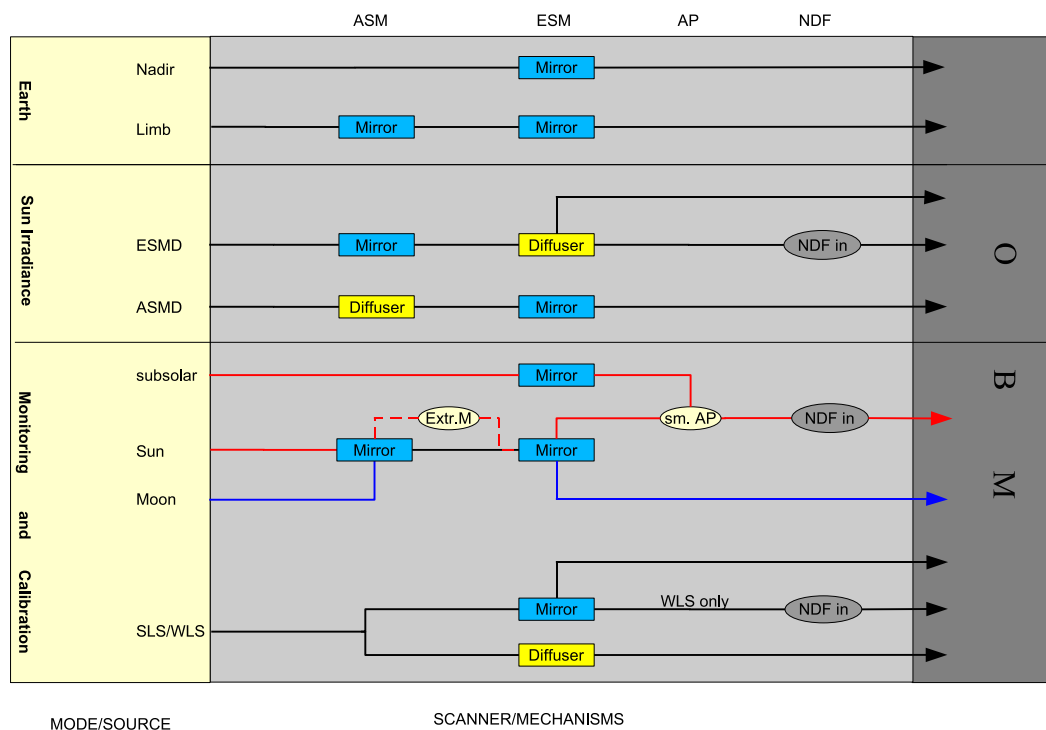 ASM ESM AP NDF
Earth
Nadir Mirror
Limb Mirror Mirror
Sun Irradiance
ESMD Mirror Diffuser NDF in
ASMD Diffuser Mirror
O
B
M
Monitoring and Calibration
subsolar Mirror
Extr.M sm. AP NDF in
Sun Mirror Mirror
Moon
SLS/WLS
Mirror WLS only NDF in
Diffuser
MODE/SOURCE SCANNER/MECHANISMS